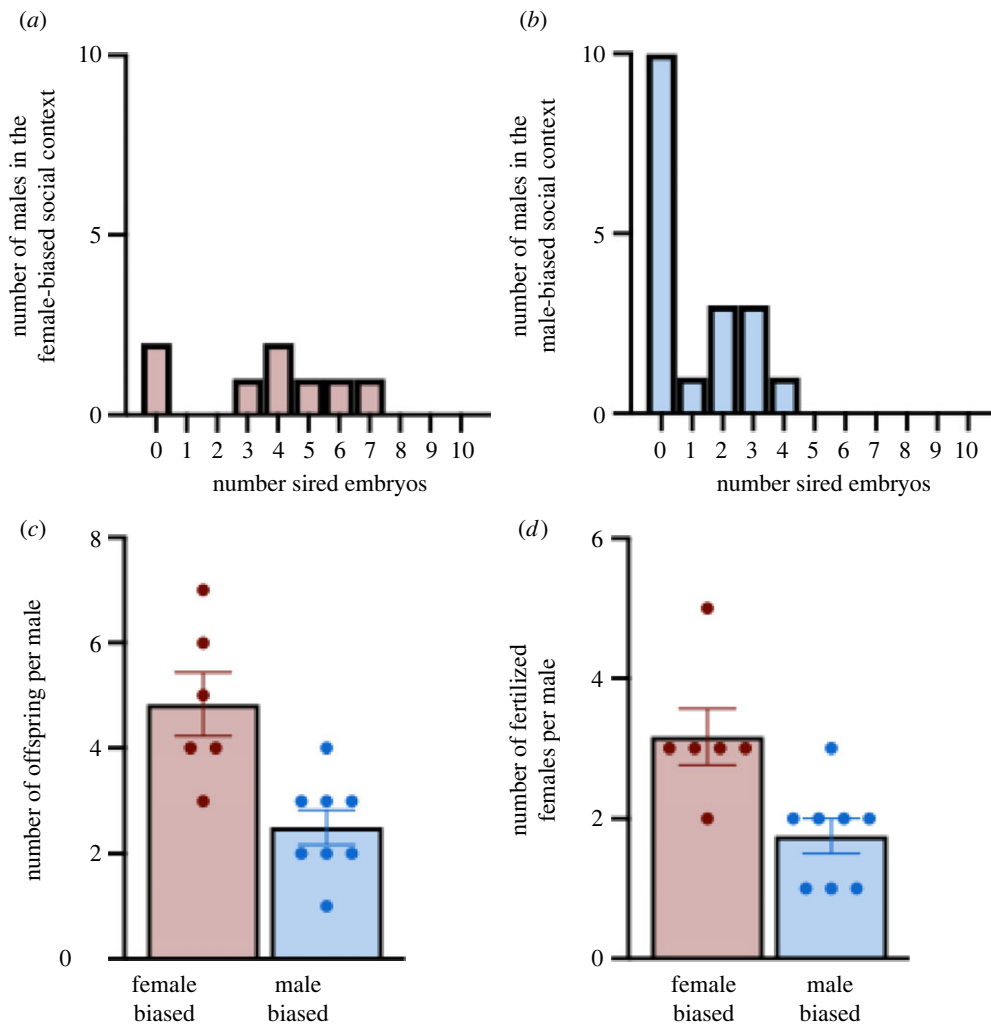 (a)
10
5
0
number of males in the
female-biased social context
0 1 2 3 4 5 6 7 8 9 10
number sired embryos
(b)
10
5
0
number of males in the
male-biased social context
0 1 2 3 4 5 6 7 8 9 10
number sired embryos
(c)
8
6
4
2
0
number of offspring per male
female
biased
male
biased
(d)
6
4
2
0
number of fertilized
females per male
female
biased
male
biased